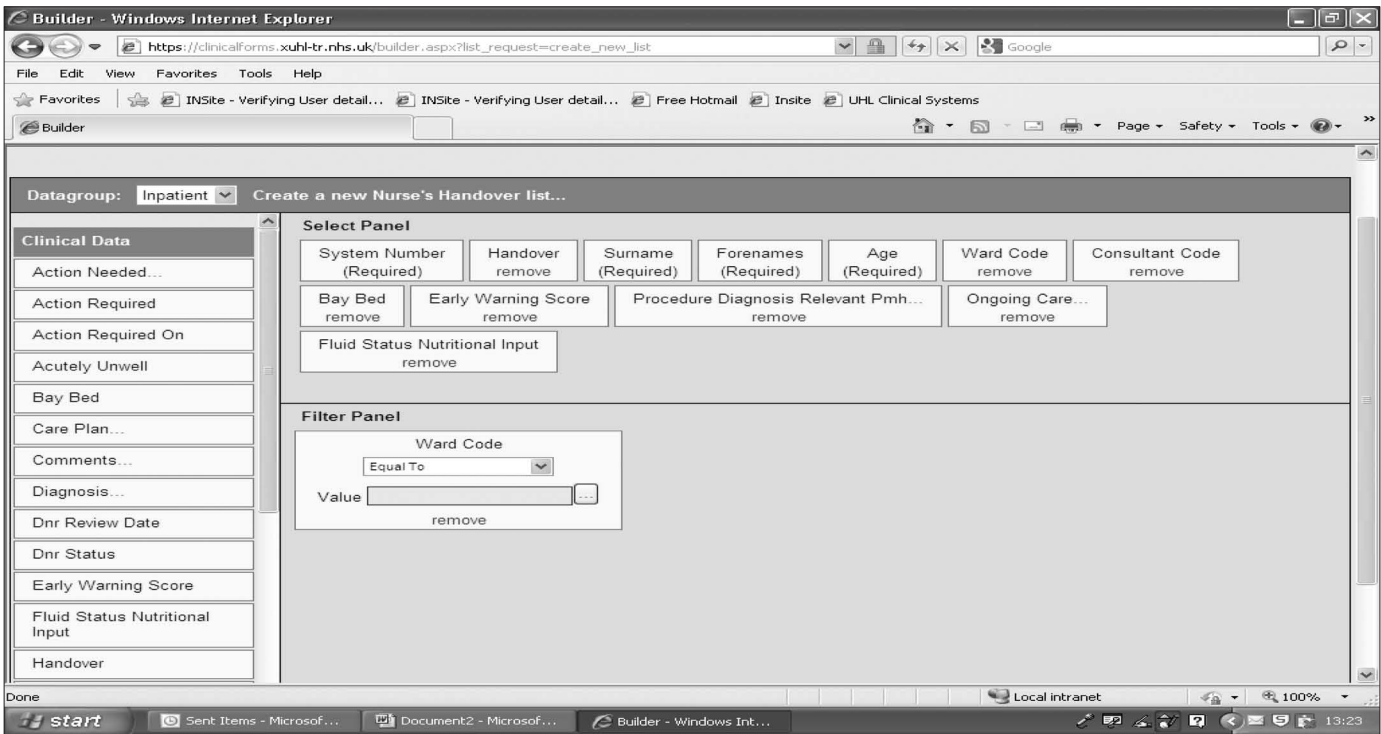 Builder - Windows Internet Explorer
https://clinicalforms.xuhl-tr.nhs.uk/builder.aspx?list_request=create_new_list
Google
File Edit View Favorites Tools Help
Favorites INSite - Verifying User detail... INSite - Verifying User detail... Free Hotmail Insite UHL Clinical Systems
Builder
Page Safety Tools »
Datagroup: Inpatient Create a new Nurse's Handover list...
Clinical Data
Action Needed...
Action Required
Action Required On
Acutely Unwell
Bay Bed
Care Plan...
Comments...
Diagnosis...
Dnr Review Date
Dnr Status
Early Warning Score
Fluid Status Nutritional
Input
Handover
Select Panel
System Number Handover Surname Forenames Age Ward Code Consultant Code
(Required) remove (Required) (Required) (Required) remove remove
Bay Bed Early Warning Score Procedure Diagnosis Relevant Pmh... Ongoing Care...
remove remove remove remove
Fluid Status Nutritional Input
remove
Filter Panel
Ward Code
Equal To
Value ...
remove
Done Local intranet 100%
start Sent Items - Microsof... Document2 - Microsof... Builder - Windows Int... 13:23